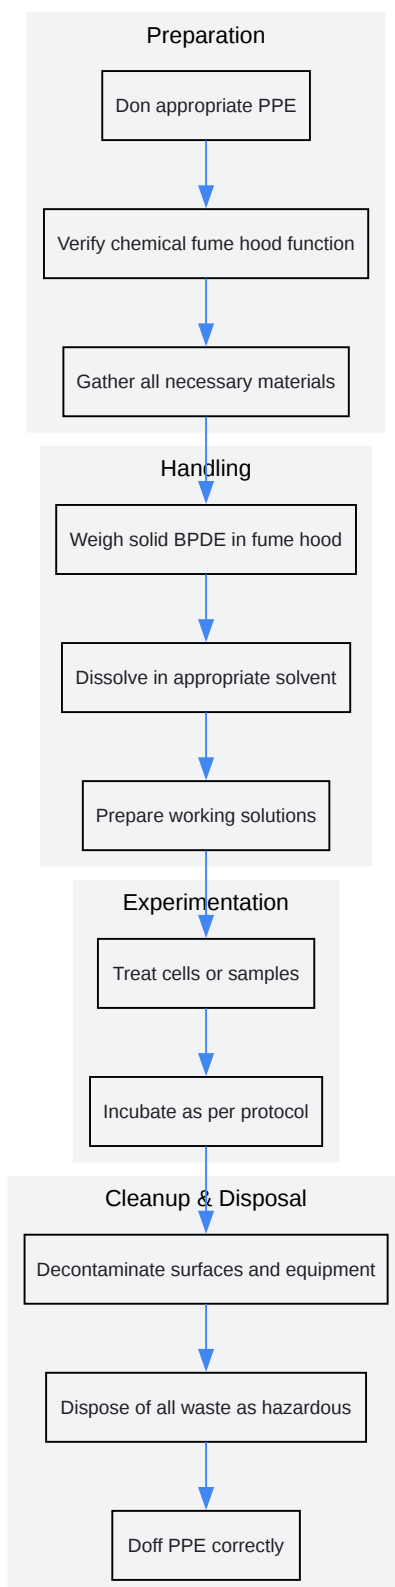 Preparation
Don appropriate PPE
Verify chemical fume hood function
Gather all necessary materials
Handling
Weigh solid BPDE in fume hood
Dissolve in appropriate solvent
Prepare working solutions
Experimentation
Treat cells or samples
Incubate as per protocol
Cleanup & Disposal
Decontaminate surfaces and equipment
Dispose of all waste as hazardous
Doff PPE correctly